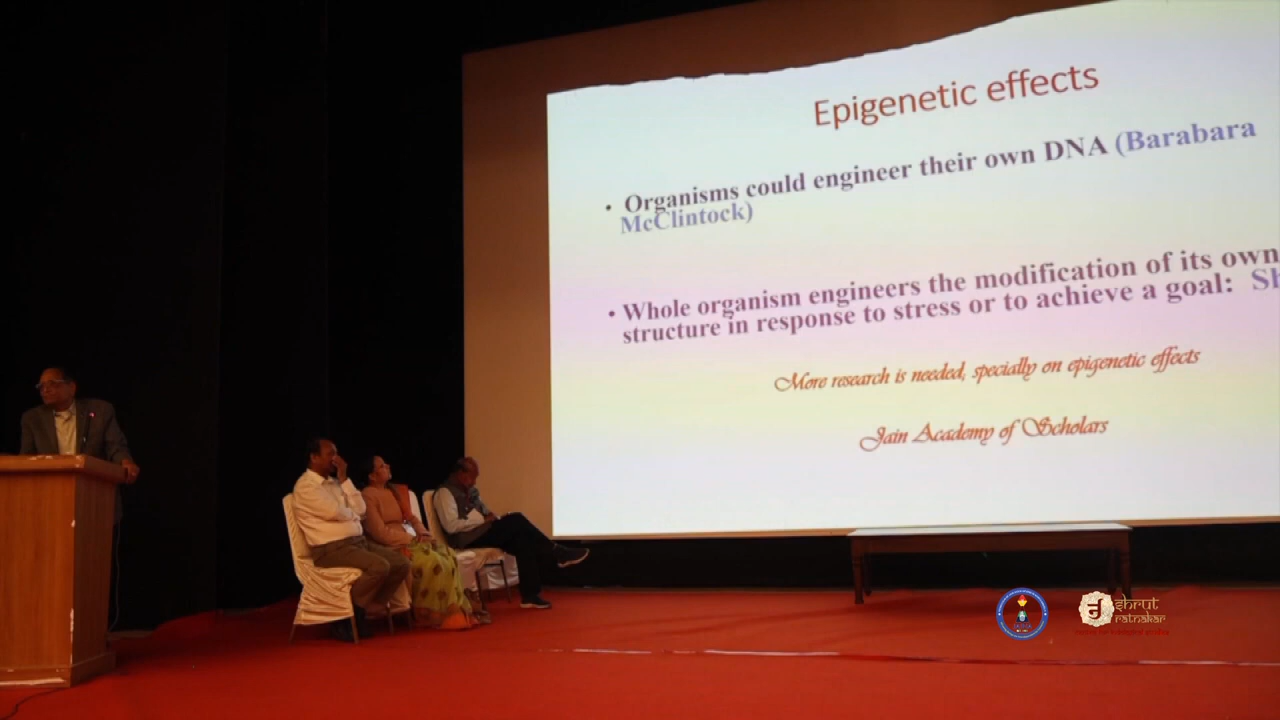 Epigenetic effects
• Organisms could engineer their own DNA (Barabara
McClintock)
• Whole organism engineers the modification of its own
structure in response to stress or to achieve a goal: Sh
More research is needed, specially on epigenetic effects
Jain Academy of Scholars
shrut
ratnakar